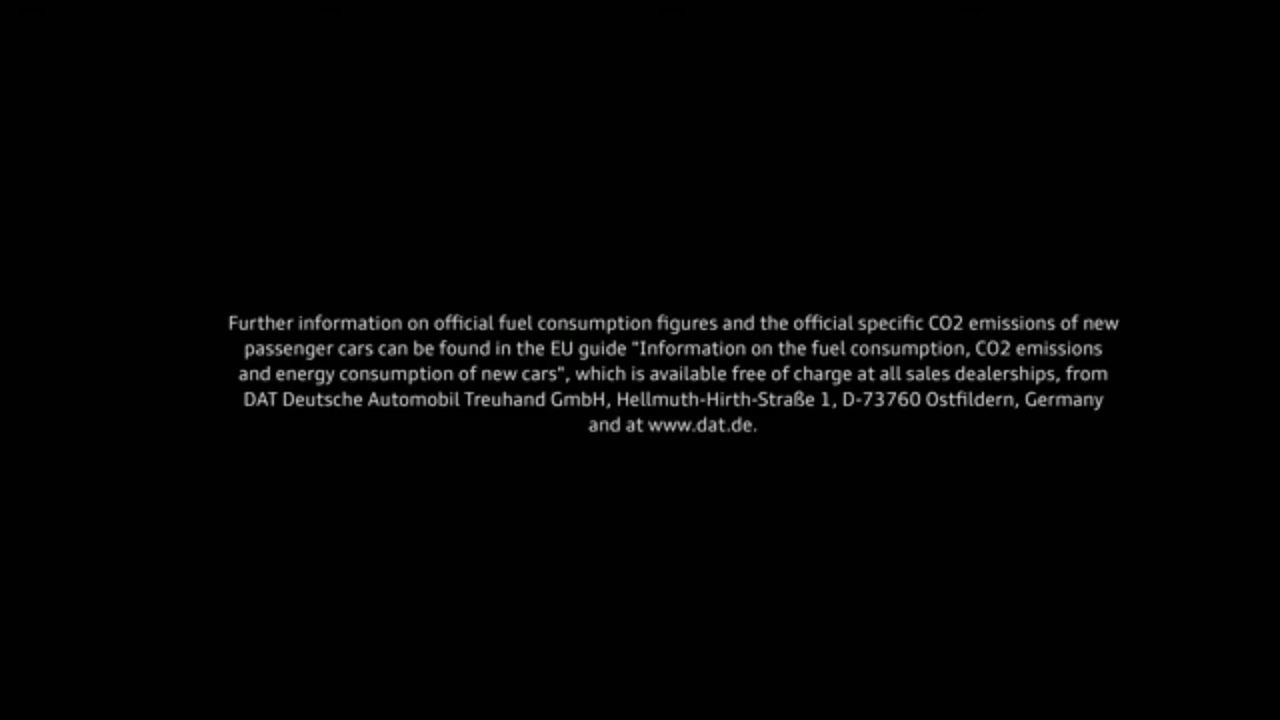 Further information on official fuel consumption figures and the official specific CO2 emissions of new
passenger cars can be found in the EU guide "Information on the fuel consumption, CO2 emissions
and energy consumption of new cars", which is available free of charge at all sales dealerships, from
DAT Deutsche Automobil Treuhand GmbH, Hellmuth-Hirth-Straße 1, D-73760 Ostfildern, Germany
and at www.dat.de.